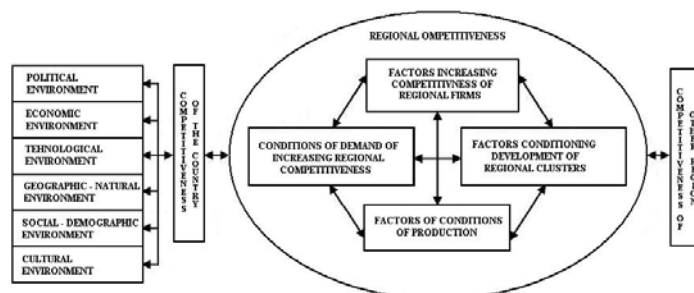 POLITICAL
ENVIRONMENT
ECONOMIC
ENVIRONMENT
TEHNOLOGICAL
ENVIRONMENT
GEOGRAPHIC - NATURAL
ENVIRONMENT
SOCIAL - DEMOGRAPHIC
ENVIRONMENT
CULTURAL
ENVIRONMENT
COMPETITIVENESS
OF THE COUNTRY
REGIONAL OMPETITIVENESS
FACTORS INCREASING
COMPETITIVNESS OF
REGIONAL FIRMS
CONDITIONS OF DEMAND OF
INCREASING REGIONAL
COMPETITIVENESS
FACTORS CONDITIONING
DEVELOPMENT OF
REGIONAL CLUSTERS
FACTORS OF CONDITIONS
OF PRODUCTION
COMPETITIVENESS OF
REGION